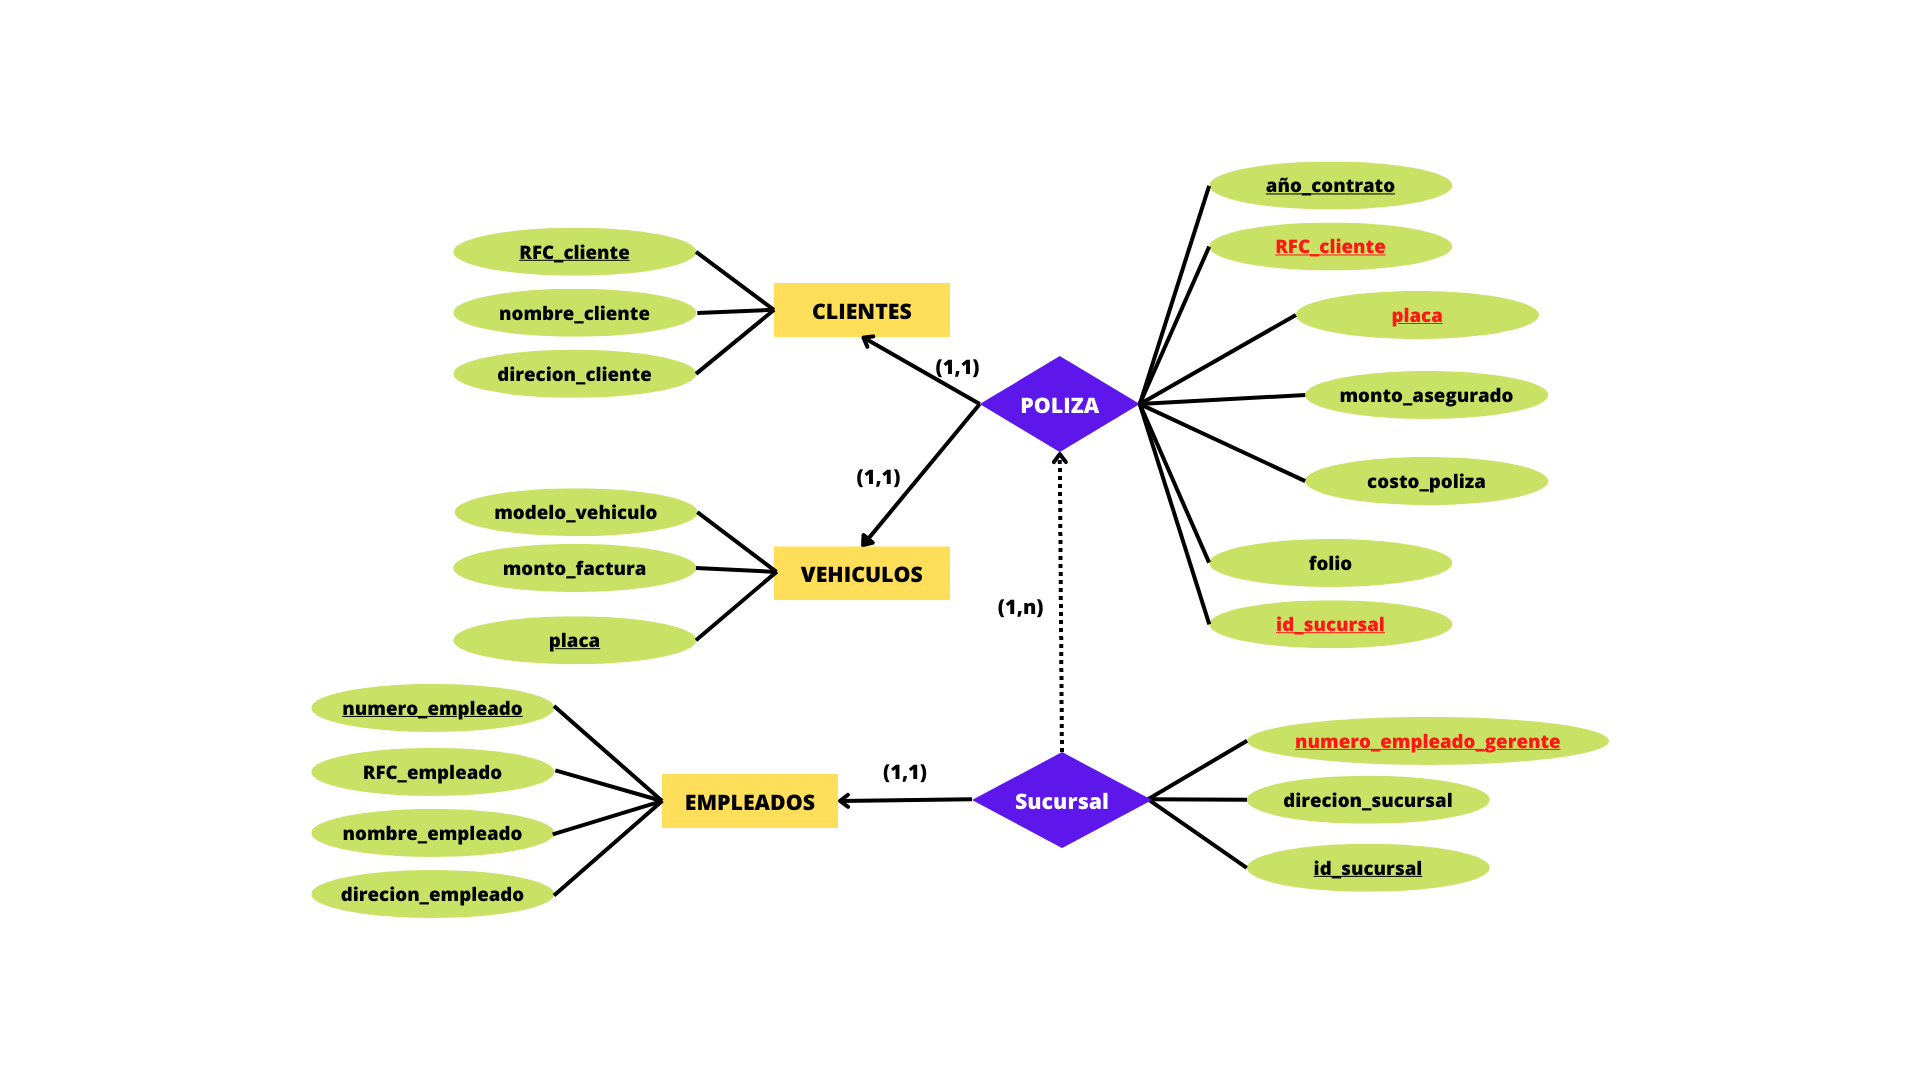 año_contrato
RFC_cliente
RFC_cliente
nombre_cliente
direcion_cliente
CLIENTES
placa
(1,1)
POLIZA
monto_asegurado
costo_poliza
(1,1)
modelo_vehiculo
monto_factura
placa
VEHICULOS
(1,n)
folio
id_sucursal
numero_empleado
RFC_empleado
nombre_empleado
direcion_empleado
EMPLEADOS
(1,1)
Sucursal
numero_empleado_gerente
direcion_sucursal
id_sucursal